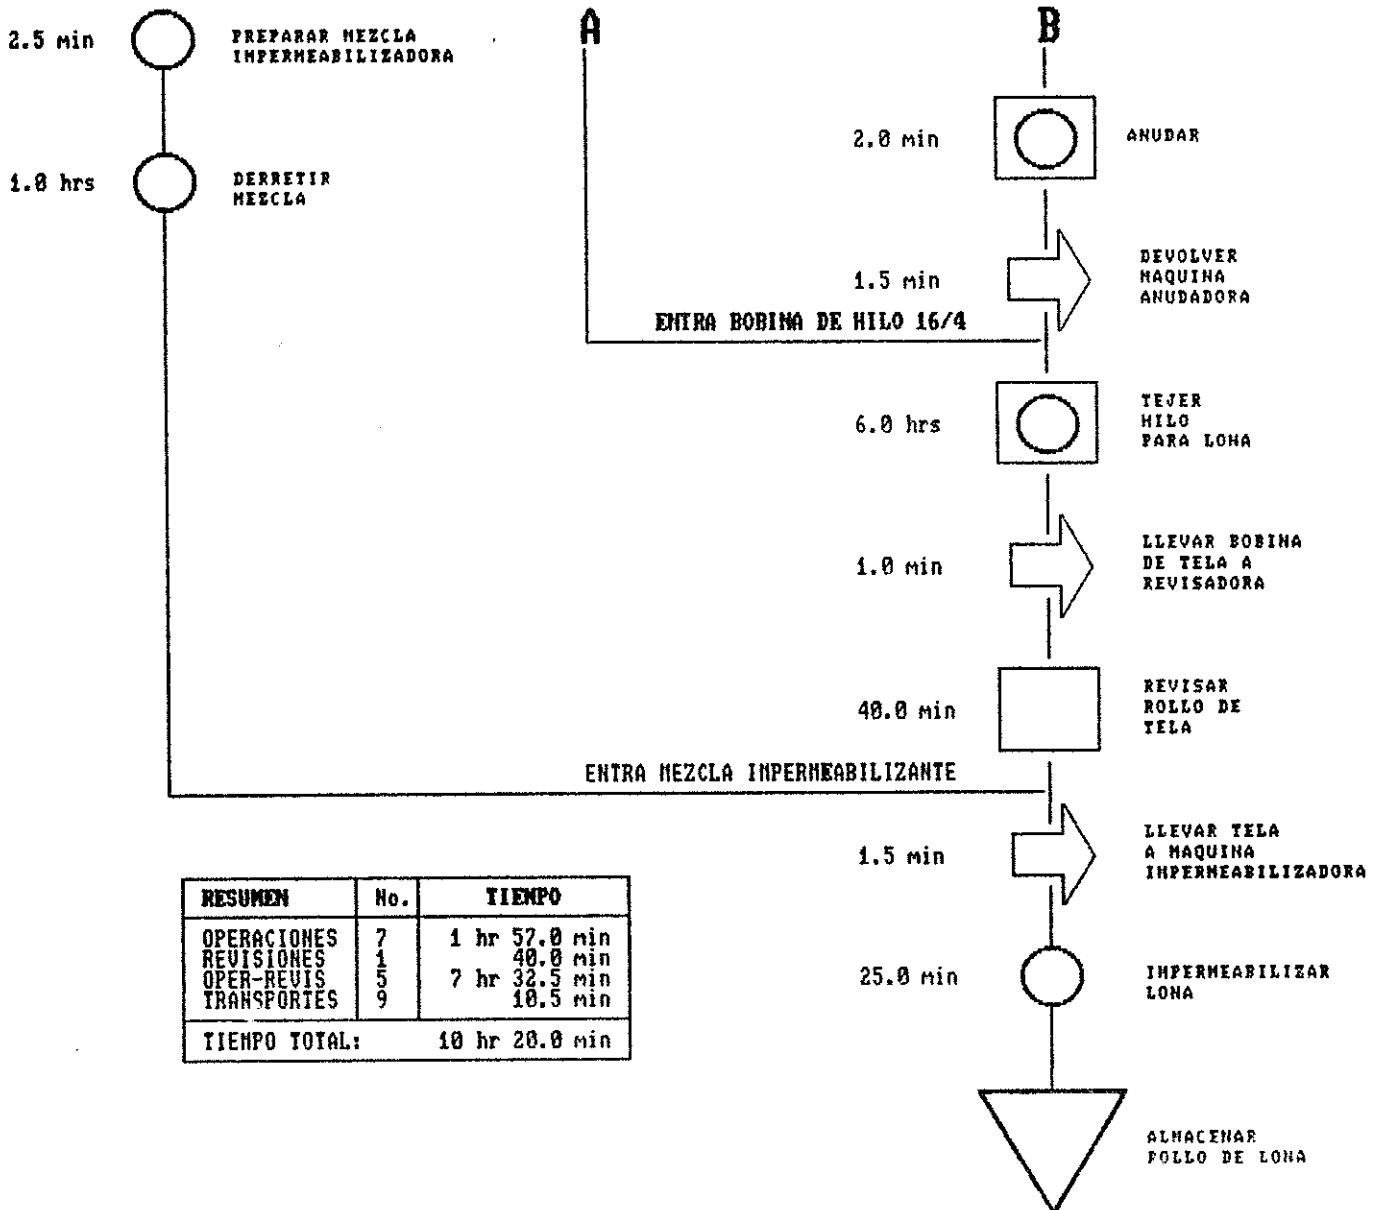 2.5 min
PREPARAR MEZCLA
IMPERMEABILIZADORA
A
B
2.0 min
ANUDAR
1.0 hrs
DERRETIR
MEZCLA
1.5 min
DEVOLVER
MAQUINA
ANUDADORA
ENTRA BOBINA DE HILO 16/4
6.0 hrs
TEJER
HILO
PARA LONA
1.0 min
LLEVAR BOBINA
DE TELA A
REVISADORA
40.0 min
REVISAR
ROLLO DE
TELA
ENTRA MEZCLA IMPERMEABILIZANTE
1.5 min
LLEVAR TELA
A MAQUINA
IMPERMEABILIZADORA
RESUMEN No. TIEMPO
OPERACIONES 7 1 hr 57.0 min
REVISIONES 1 40.0 min
OPER-REVIS 5 7 hr 32.5 min
TRANSPORTES 9 10.5 min
TIEMPO TOTAL: 10 hr 20.0 min
25.0 min
IMPERMEABILIZAR
LONA
ALMACENAR
ROLLO DE LONA